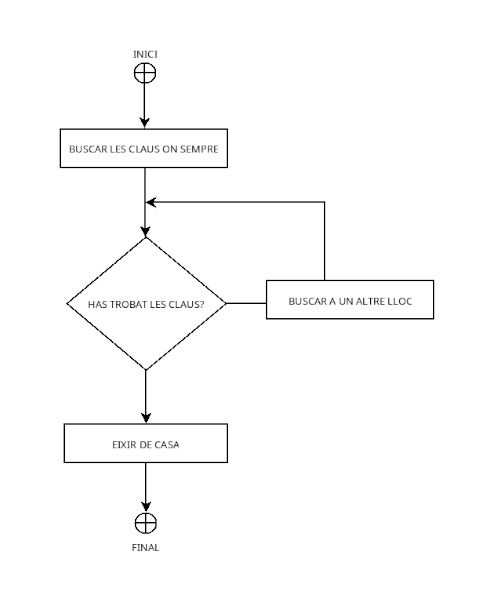 INICI
BUSCAR LES CLAUS ON SEMPRE
HAS TROBAT LES CLAUS?
BUSCAR A UN ALTRE LLOC
EIXIR DE CASA
FINAL